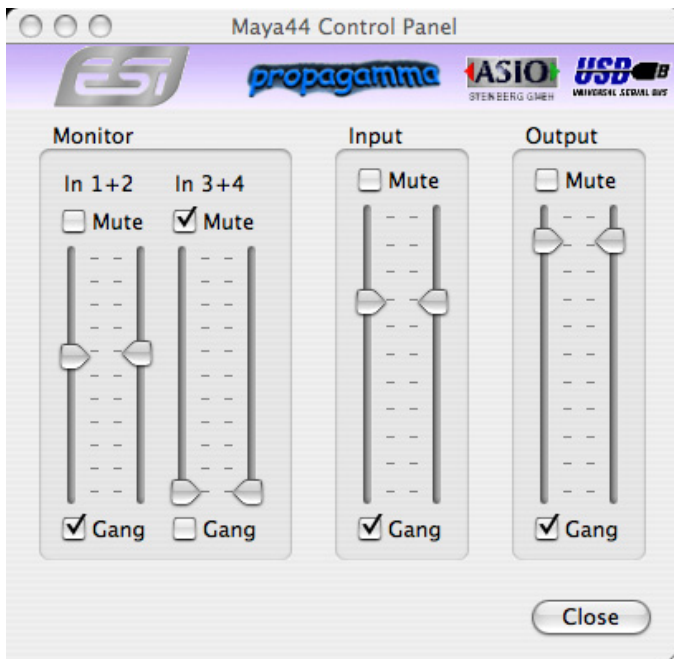 Maya44 Control Panel
ESI propagamma ASIO USB
STEINBERG GMBH UNIVERSAL SERIAL BUS
Monitor Input Output
In 1+2 In 3+4 Mute Mute
Mute Mute
Gang Gang Gang Gang
Close